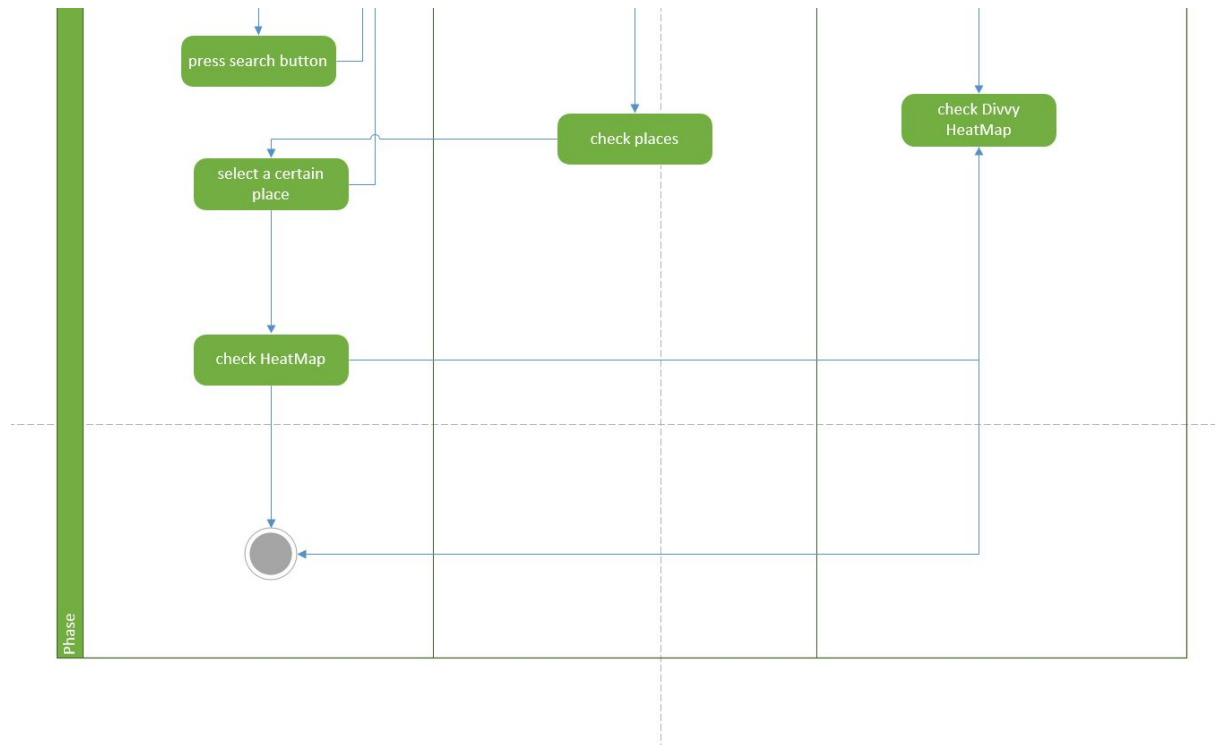 press search button
check Divvy
HeatMap
check places
select a certain
place
check HeatMap
Phase